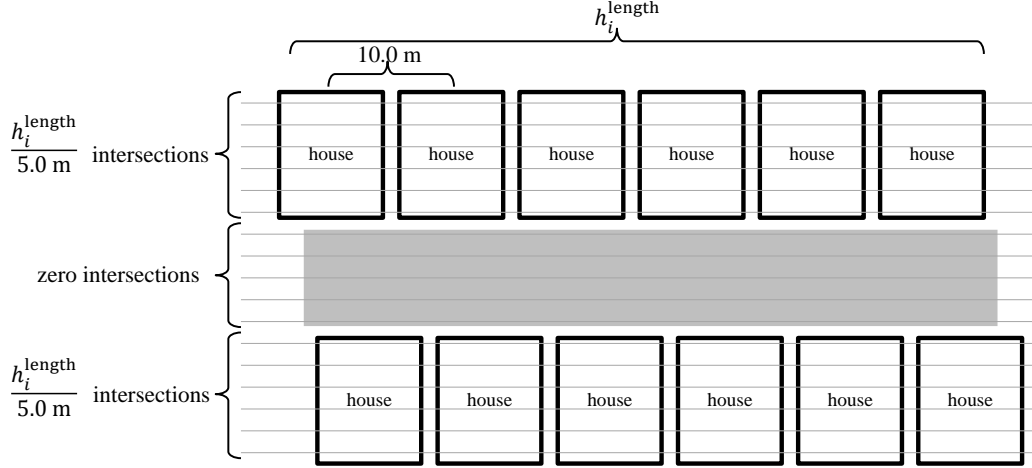 h_i^length
10.0 m
h_i^length
5.0 m
intersections
house house house house house house
zero intersections
h_i^length
5.0 m
intersections
house house house house house house